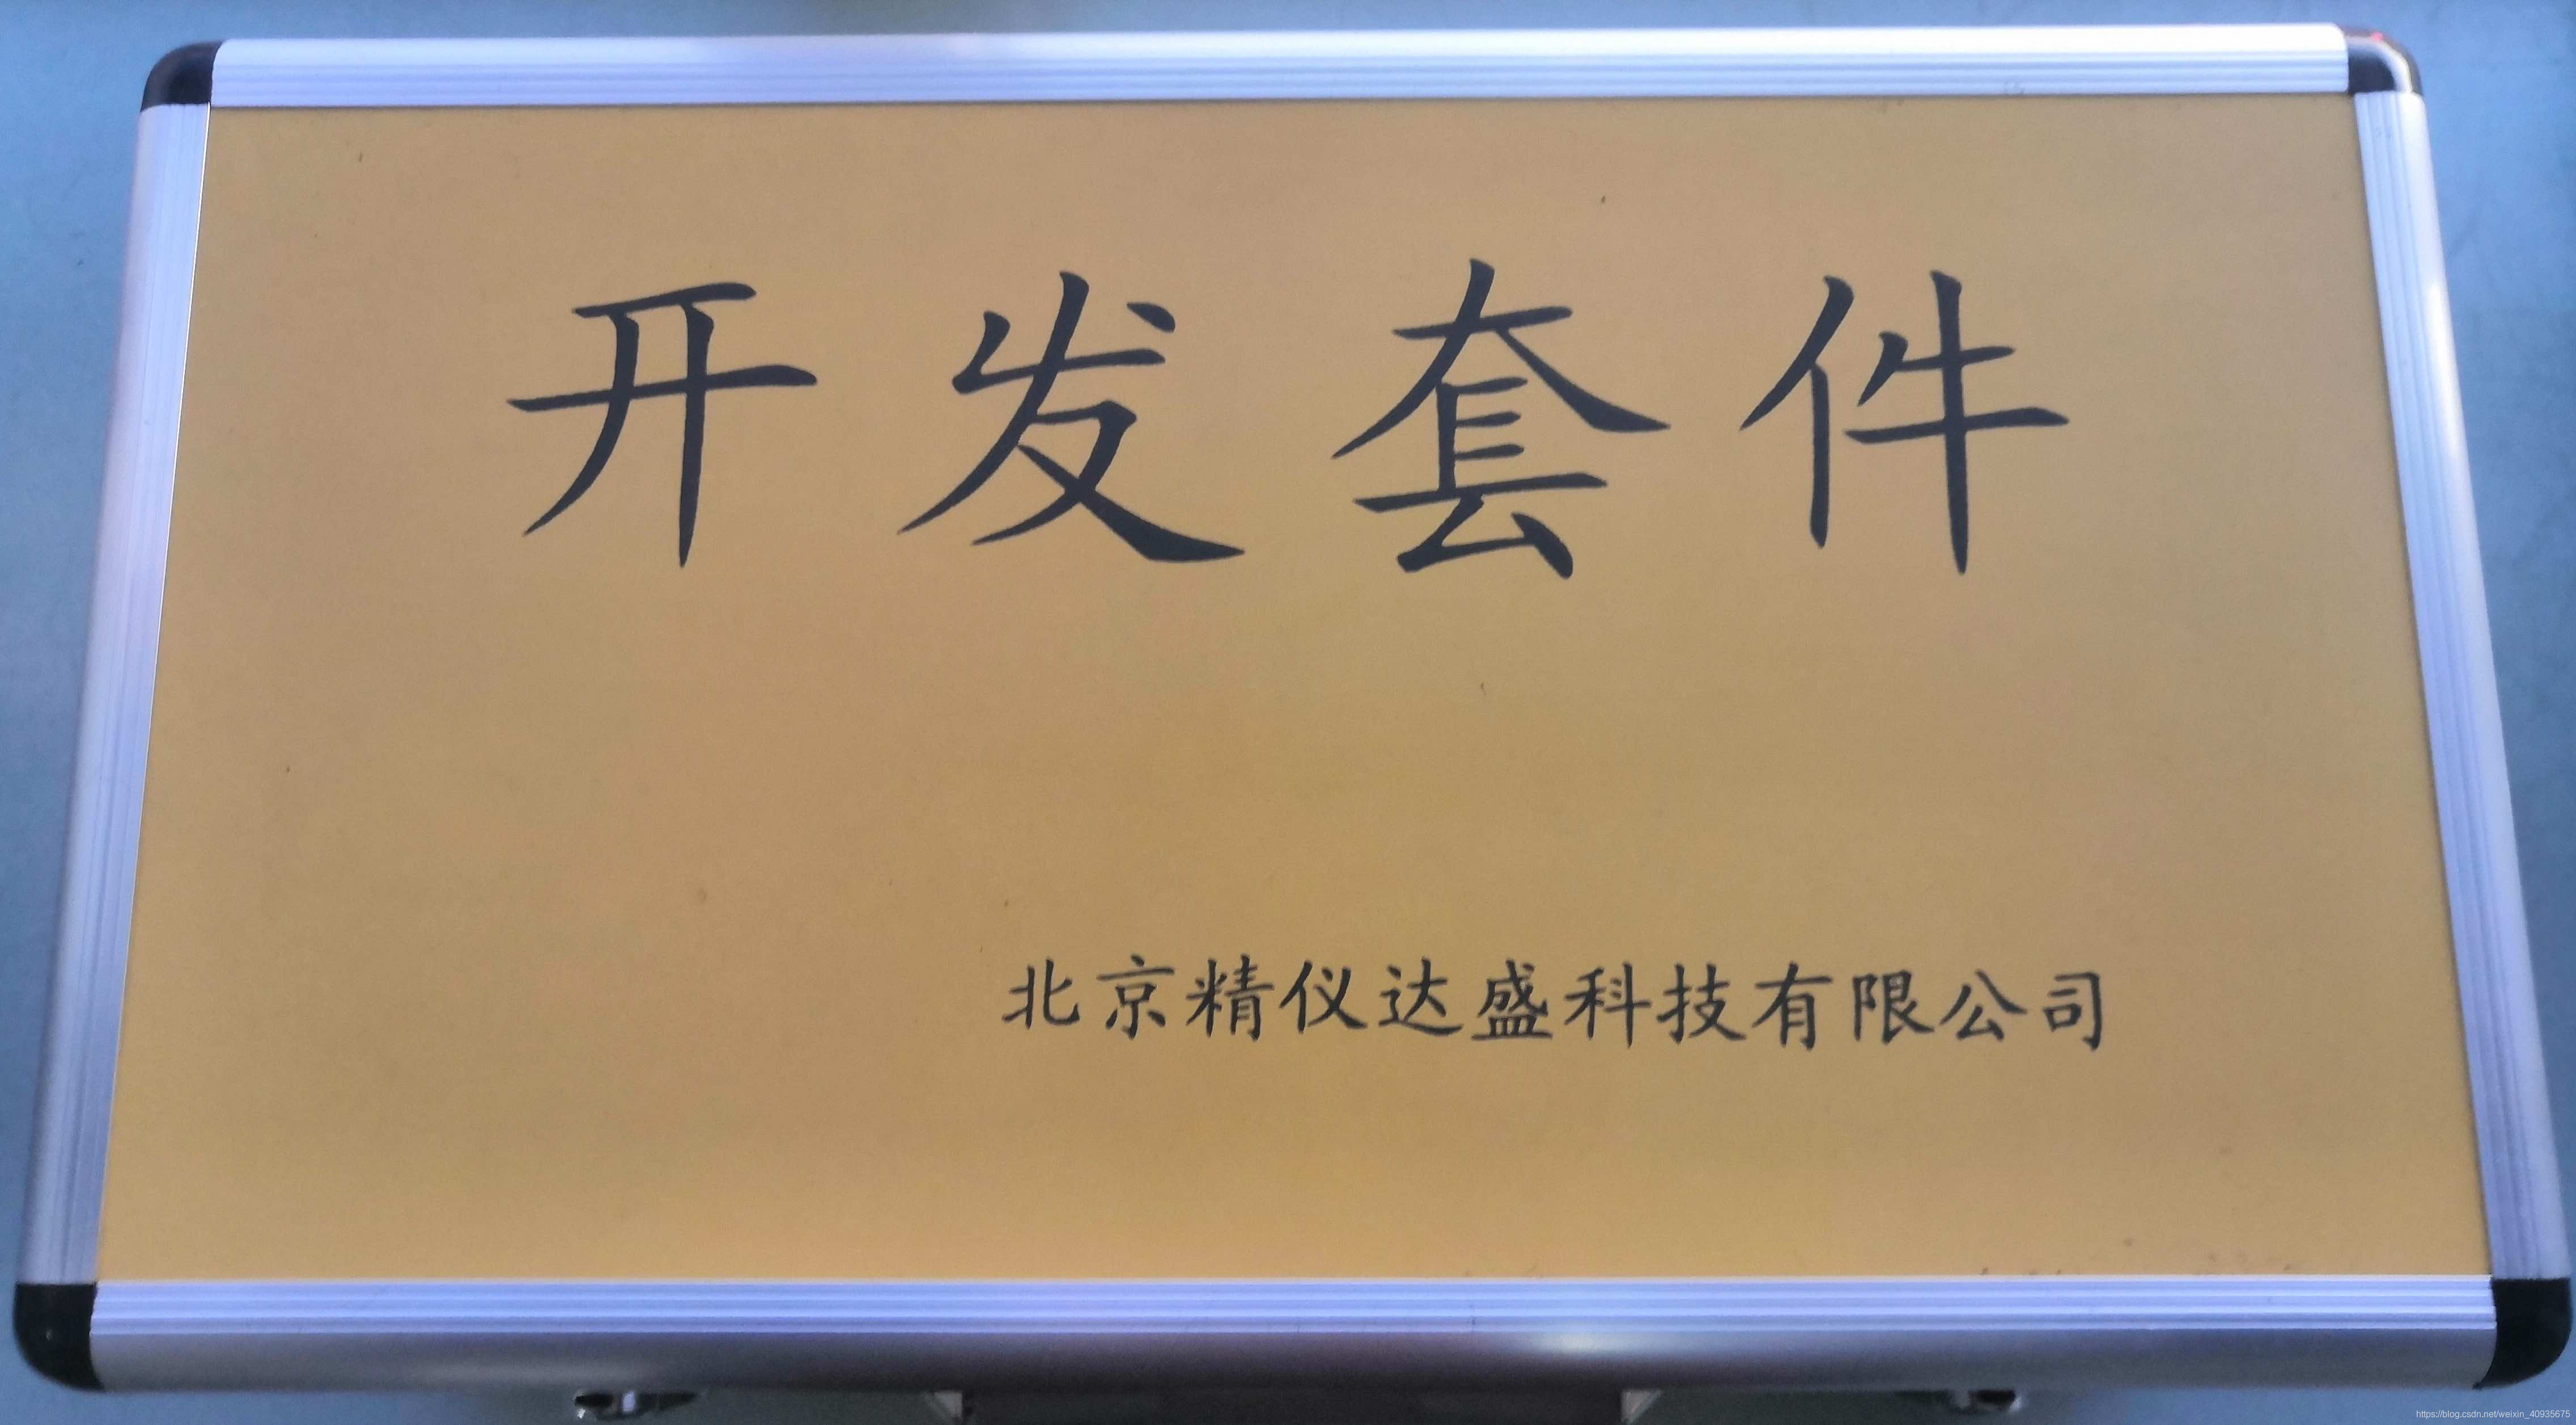 开发套件
北京精仪达盛科技有限公司
https://blog.csdn.net/weixin_40935675